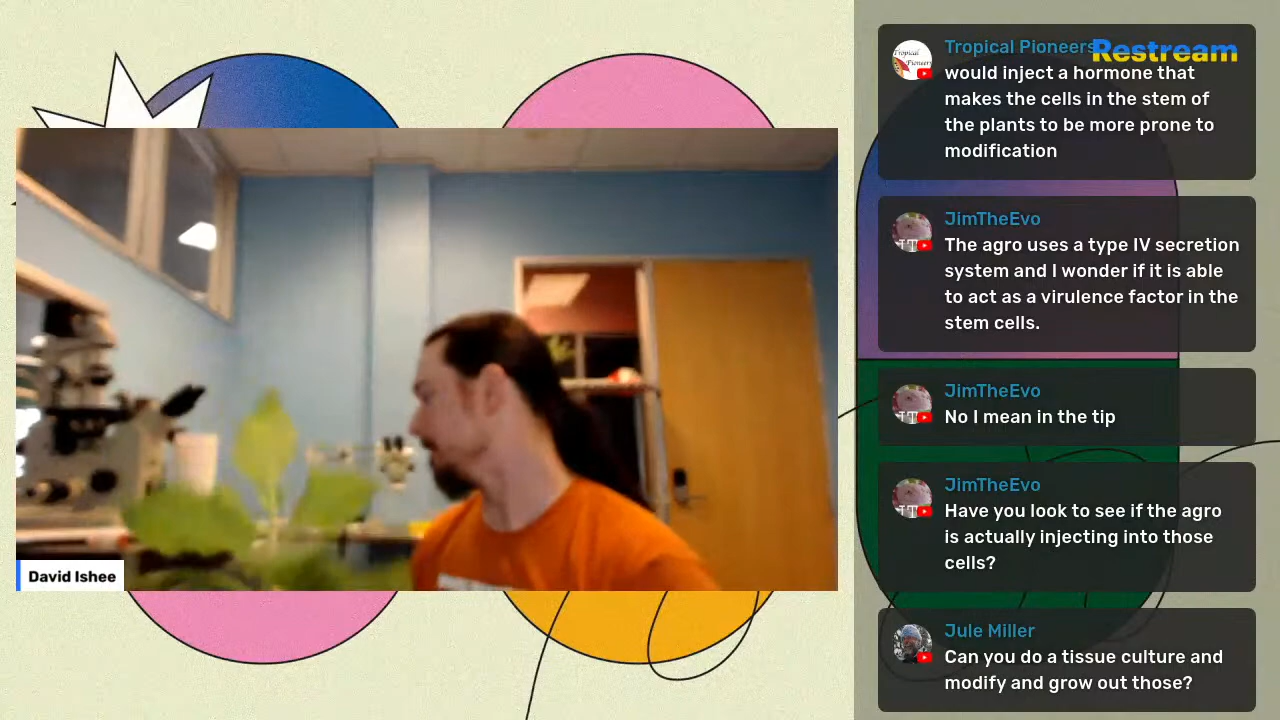 Tropical Pioneers
Restream
would inject a hormone that
makes the cells in the stem of
the plants to be more prone to
modification
JimTheEvo
The agro uses a type IV secretion
system and I wonder if it is able
to act as a virulence factor in the
stem cells.
JimTheEvo
No I mean in the tip
JimTheEvo
Have you look to see if the agro
is actually injecting into those
cells?
Jule Miller
Can you do a tissue culture and
modify and grow out those?
David Ishee